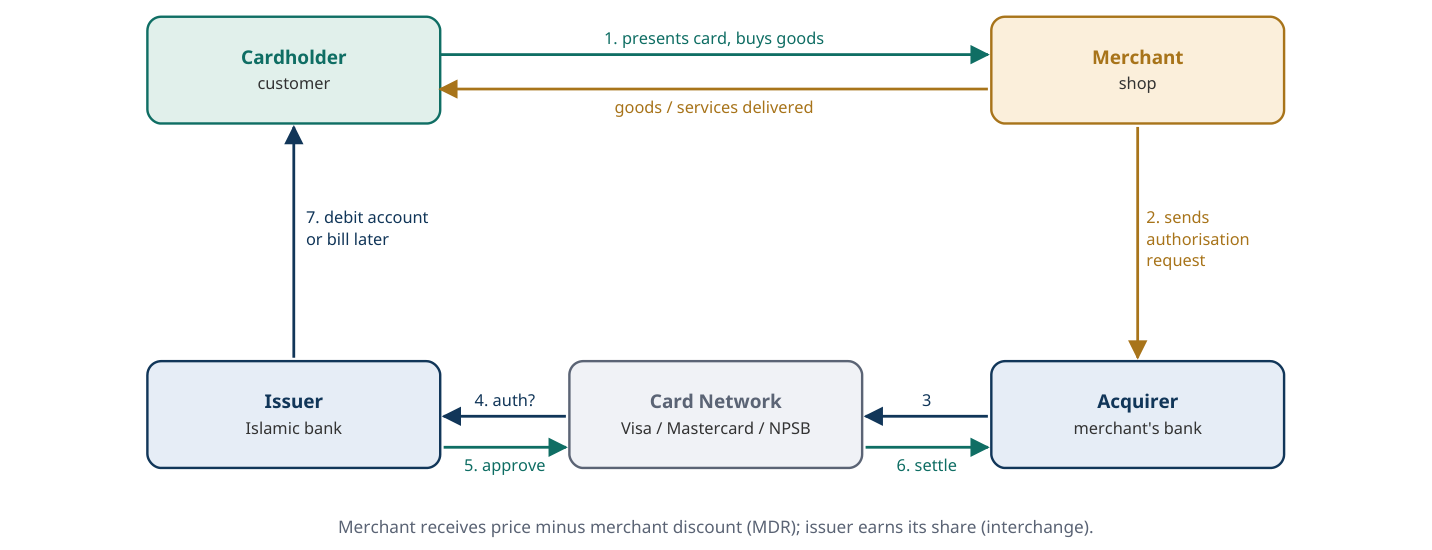 Cardholder
customer
1. presents card, buys goods
goods / services delivered
Merchant
shop
7. debit account
or bill later
2. sends
authorisation
request
Issuer
Islamic bank
4. auth?
5. approve
Card Network
Visa / Mastercard / NPSB
3
6. settle
Acquirer
merchant's bank
Merchant receives price minus merchant discount (MDR); issuer earns its share (interchange).